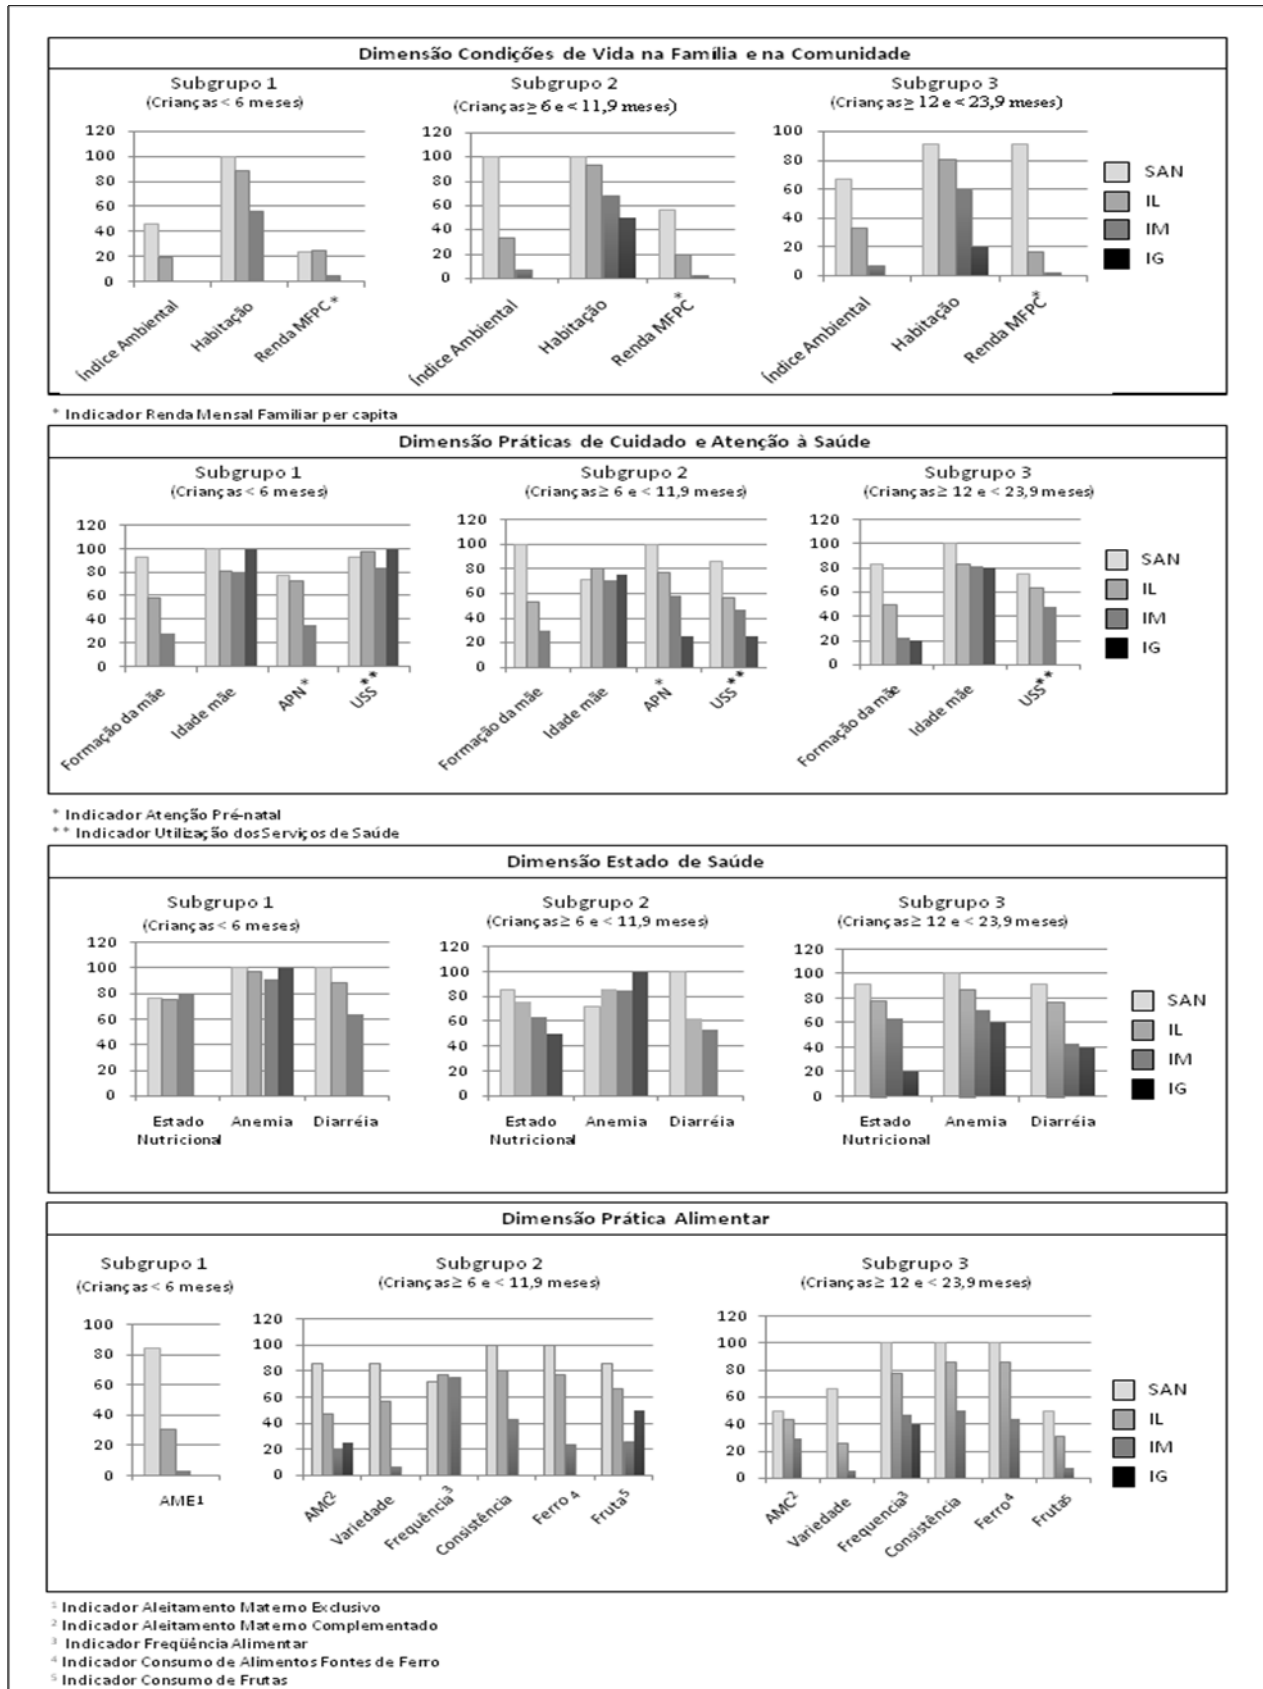 Dimensão Condições de Vida na Família e na Comunidade
Subgrupo 1
(Crianças < 6 meses)
120
100
80
60
40
20
0
Índice Ambiental
Habitação
Renda MFPC *
Subgrupo 2
(Crianças ≥ 6 e < 11,9 meses)
120
100
80
60
40
20
0
Índice Ambiental
Habitação
Renda MFPC*
Subgrupo 3
(Crianças ≥ 12 e < 23,9 meses)
100
80
60
40
20
0
Índice Ambiental
Habitação
Renda MFPC*
SAN
IL
IM
IG
* Indicador Renda Mensal Familiar per capita
Dimensão Práticas de Cuidado e Atenção à Saúde
Subgrupo 1
(Crianças < 6 meses)
120
100
80
60
40
20
0
Formação da mãe
Idade mãe
APN*
USS**
Subgrupo 2
(Crianças ≥ 6 e < 11,9 meses)
120
100
80
60
40
20
0
Formação da mãe
Idade mãe
APN*
USS**
Subgrupo 3
(Crianças ≥ 12 e < 23,9 meses)
120
100
80
60
40
20
0
Formação da mãe
Idade mãe
USS**
SAN
IL
IM
IG
* Indicador Atenção Pré-natal
** Indicador Utilização dos Serviços de Saúde
Dimensão Estado de Saúde
Subgrupo 1
(Crianças < 6 meses)
120
100
80
60
40
20
0
Estado Nutricional
Anemia
Diarréia
Subgrupo 2
(Crianças ≥ 6 e < 11,9 meses)
120
100
80
60
40
20
0
Estado Nutricional
Anemia
Diarréia
Subgrupo 3
(Crianças ≥ 12 e < 23,9 meses)
120
100
80
60
40
20
0
Estado Nutricional
Anemia
Diarréia
SAN
IL
IM
IG
Dimensão Prática Alimentar
Subgrupo 1
(Crianças < 6 meses)
100
80
60
40
20
0
AME¹
Subgrupo 2
(Crianças ≥ 6 e < 11,9 meses)
120
100
80
60
40
20
0
AMC²
Variedade
Frequência³
Consistência
Ferro ⁴
Fruta⁵
Subgrupo 3
(Crianças ≥ 12 e < 23,9 meses)
120
100
80
60
40
20
0
AMC²
Variedade
Frequencia³
Consistência
Ferro⁴
Fruta⁵
SAN
IL
IM
IG
¹ Indicador Aleitamento Materno Exclusivo
² Indicador Aleitamento Materno Complementado
³ Indicador Freqüência Alimentar
⁴ Indicador Consumo de Alimentos Fontes de Ferro
⁵ Indicador Consumo de Frutas